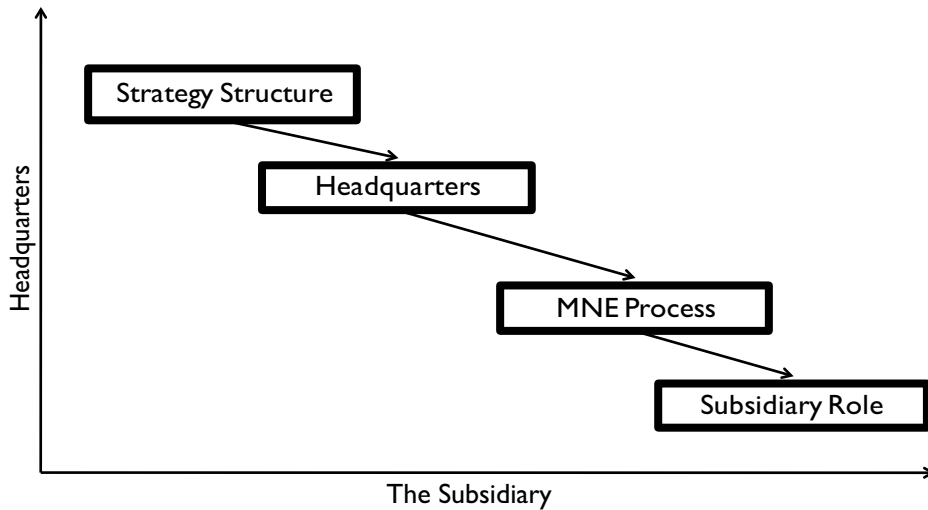 Strategy Structure
Headquarters
Headquarters
MNE Process
Subsidiary Role
The Subsidiary